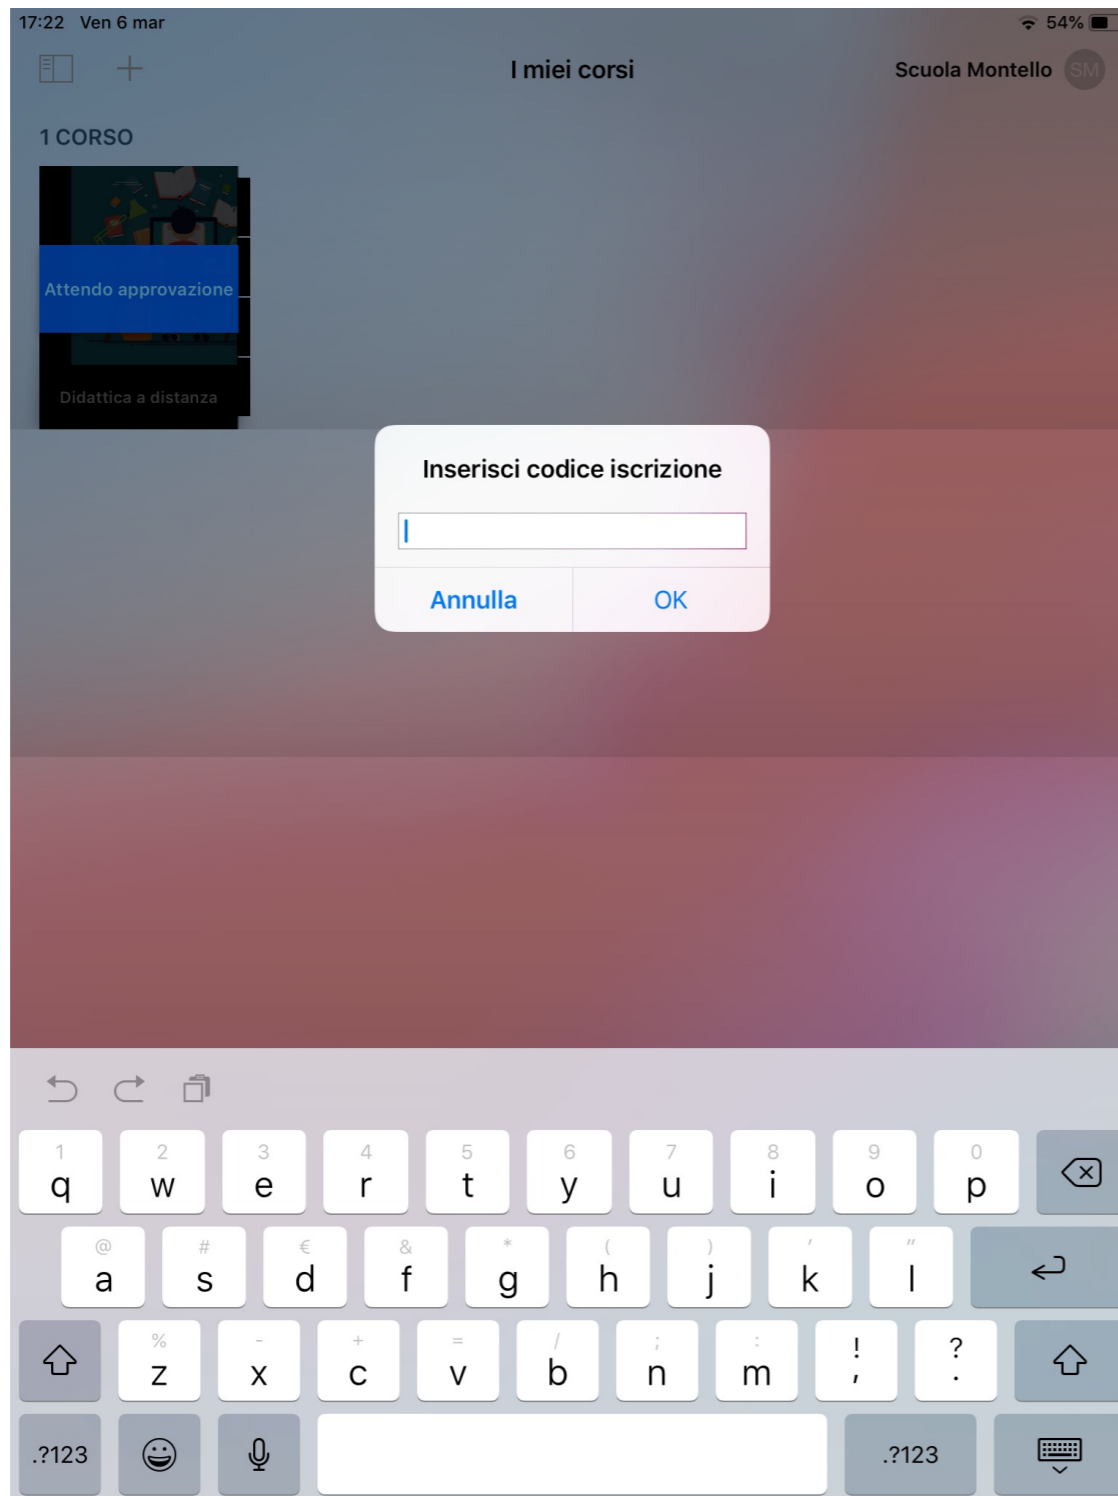 17:22 Ven 6 mar 54%
I miei corsi
Scuola Montello SM
1 CORSO
Attendo approvazione
Didattica a distanza
Inserisci codice iscrizione
Annulla OK
1 2 3 4 5 6 7 8 9 0
q w e r t y u i o p
@ # € & * ( ) ' "
a s d f g h j k l
% - + = / ; : ! ?
z x c v b n m , .
.?123 .?123